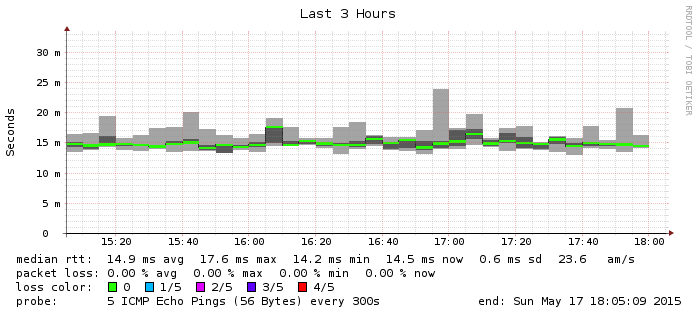 Last 3 Hours
RRDTOOL / TOBI OETIKER
Seconds
30 m
25 m
20 m
15 m
10 m
5 m
0
15:20 15:40 16:00 16:20 16:40 17:00 17:20 17:40 18:00
median rtt: 14.9 ms avg 17.6 ms max 14.2 ms min 14.5 ms now 0.6 ms sd 23.6 am/s
packet loss: 0.00 % avg 0.00 % max 0.00 % min 0.00 % now
loss color: 0 1/5 2/5 3/5 4/5
probe: 5 ICMP Echo Pings (56 Bytes) every 300s end: Sun May 17 18:05:09 2015